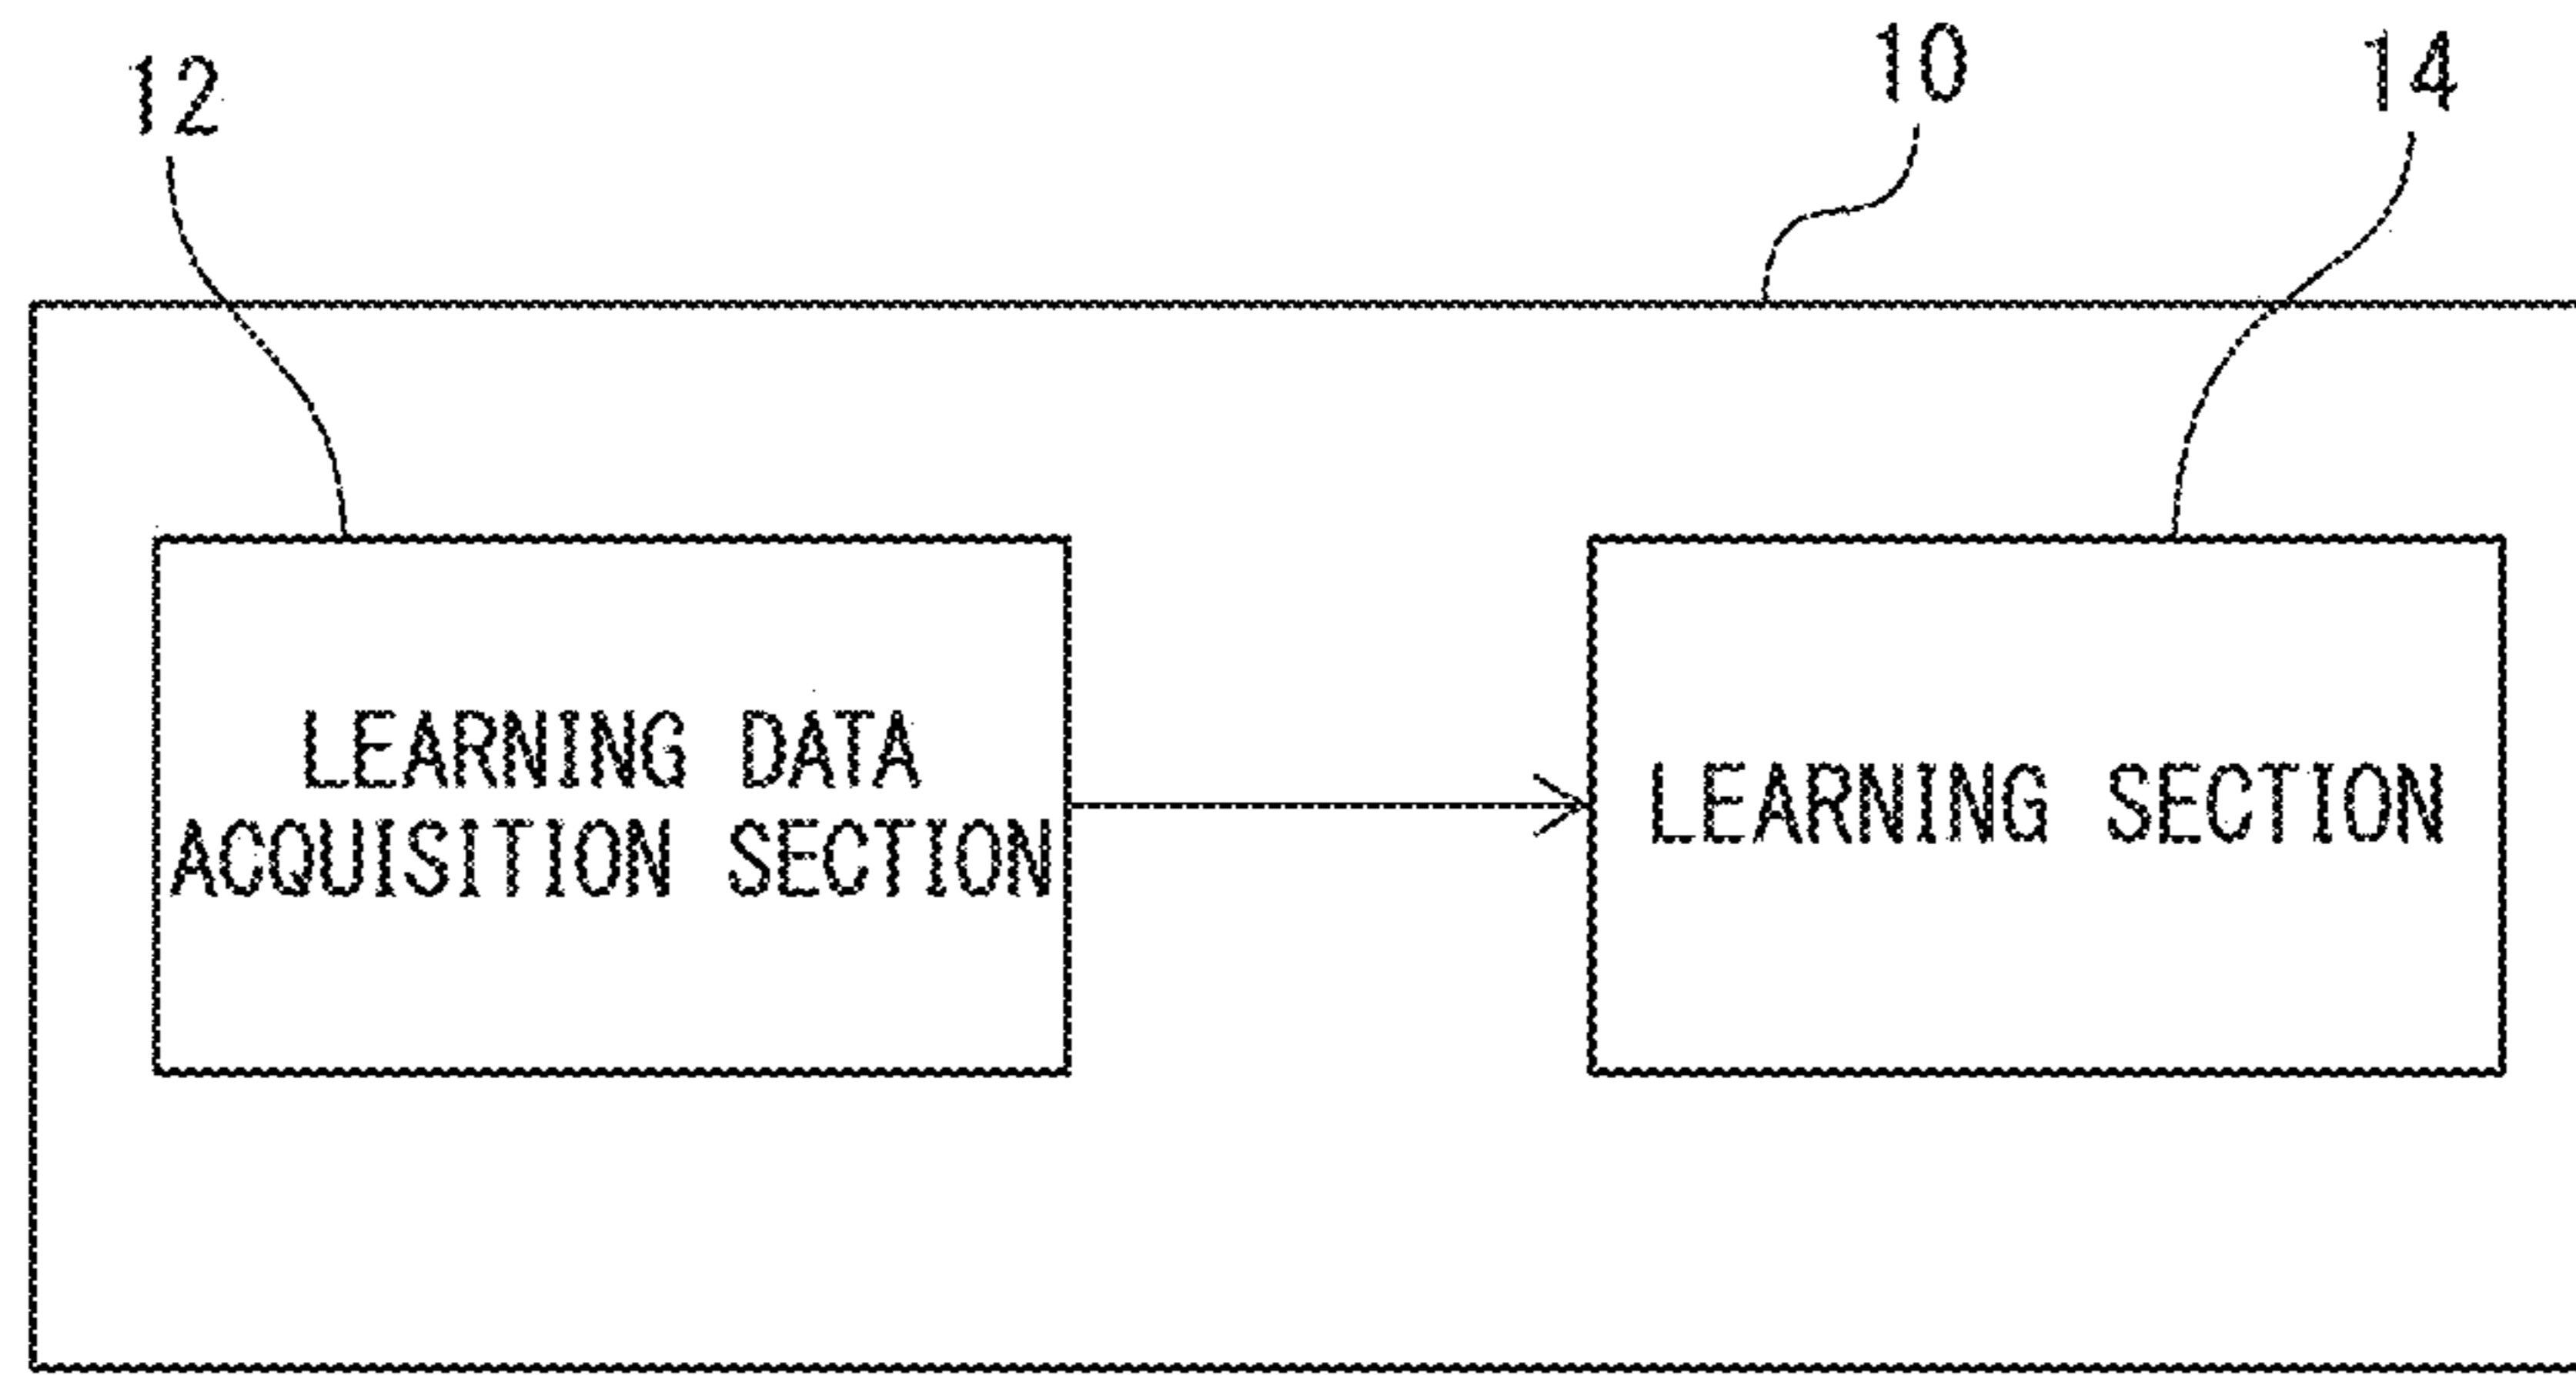 12
10
14
LEARNING DATA
ACQUISITION SECTION
LEARNING SECTION